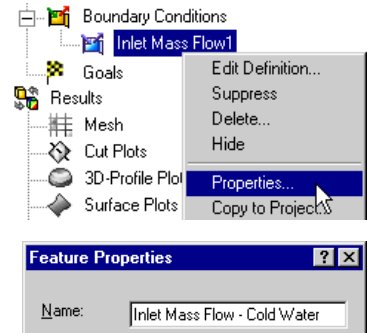 Boundary Conditions
Inlet Mass Flow1
Goals
Results
Mesh
Cut Plots
3D-Profile Plo
Surface Plots
Edit Definition...
Suppress
Delete...
Hide
Properties...
Copy to Project...
Feature Properties
Name: Inlet Mass Flow - Cold Water